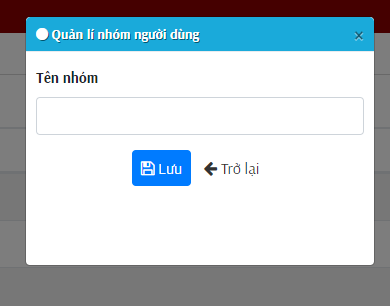 Quản lí nhóm người dùng ×
Tên nhóm
Lưu Trở lại